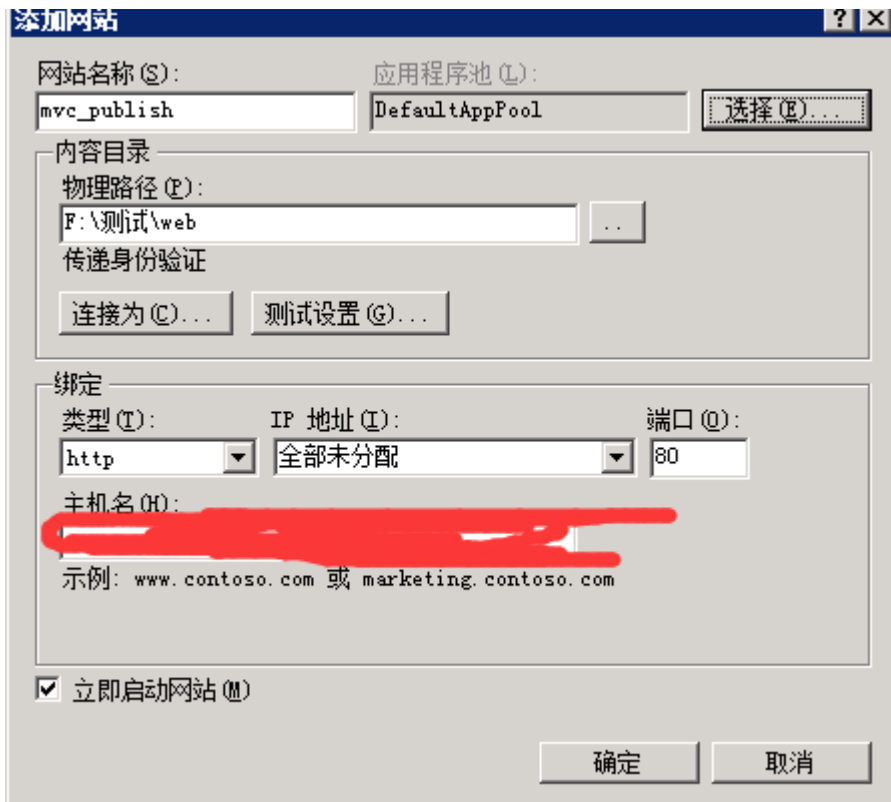 添加网站
网站名称(S): 应用程序池(L):
mvc_publish DefaultAppPool 选择(E)...
内容目录
物理路径(P):
F:\测试\web ..
传递身份验证
连接为(C)... 测试设置(G)...
绑定
类型(T): IP 地址(I): 端口(O):
http 全部未分配 80
主机名(H):
示例: www.contoso.com 或 marketing.contoso.com
立即启动网站(M)
确定 取消